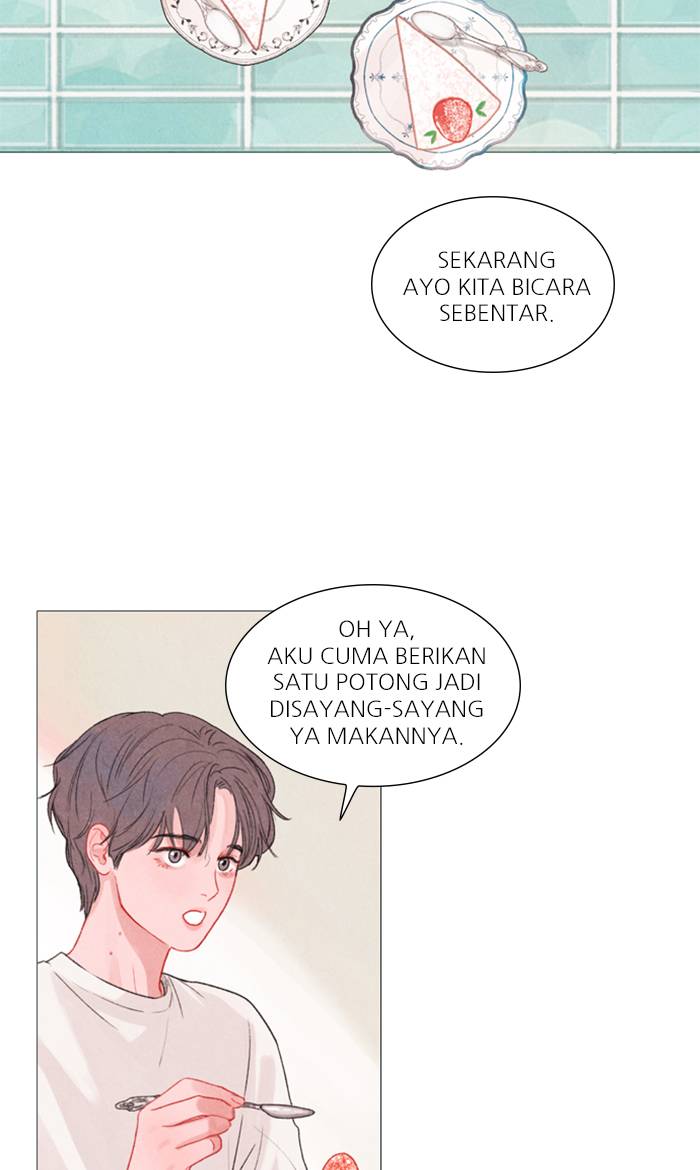 SEKARANG
AYO KITA BICARA
SEBENTAR.
OH YA,
AKU CUMA BERIKAN
SATU POTONG JADI
DISAYANG-SAYANG
YA MAKANNYA.